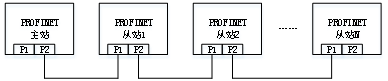 PROFINET
主站
P1 P2
PROFINET
从站1
P1 P2
PROFINET
从站2
P1 P2
……
PROFINET
从站N
P1 P2